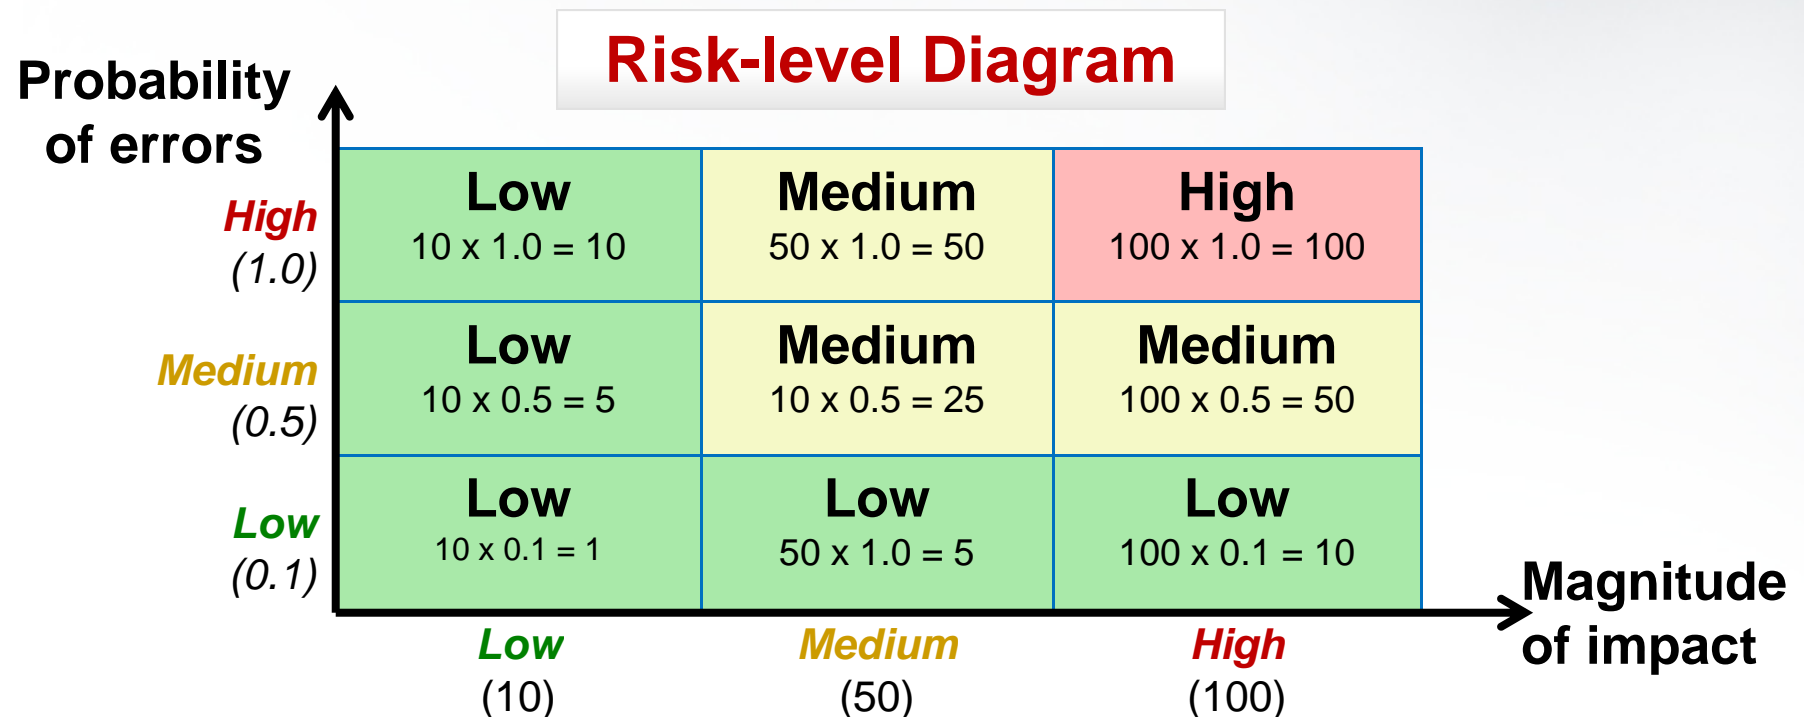 Risk-level Diagram
Probability
of errors
High
(1.0)
Low
10 x 1.0 = 10
Medium
50 x 1.0 = 50
High
100 x 1.0 = 100
Medium
(0.5)
Low
10 x 0.5 = 5
Medium
10 x 0.5 = 25
Medium
100 x 0.5 = 50
Low
(0.1)
Low
10 x 0.1 = 1
Low
50 x 1.0 = 5
Low
100 x 0.1 = 10
Magnitude
of impact
Low
(10)
Medium
(50)
High
(100)